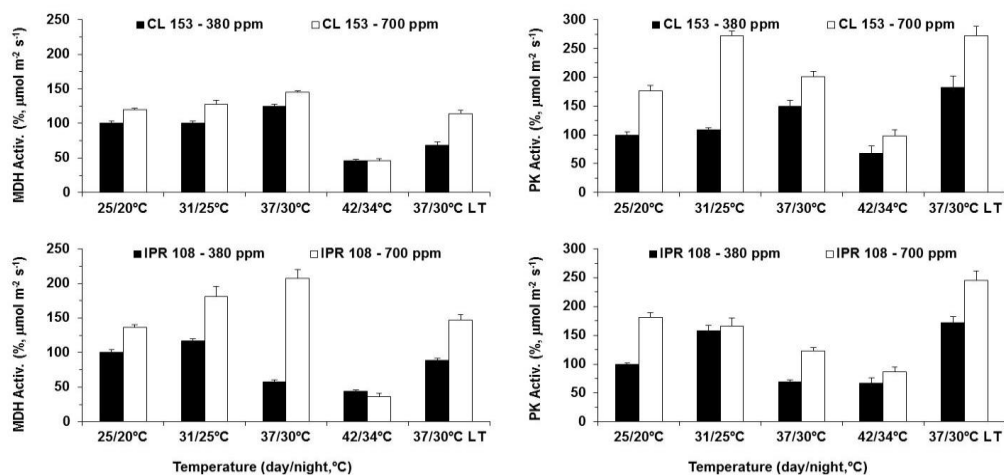 CL 153 - 380 ppm CL 153 - 700 ppm
MDH Activ. (%, µmol m-2 s-1)
250
200
150
100
50
0
25/20ºC 31/25ºC 37/30ºC 42/34ºC 37/30ºC LT
CL 153 - 380 ppm CL 153 - 700 ppm
PK Activ. (%, µmol m-2 s-1)
300
250
200
150
100
50
0
25/20ºC 31/25ºC 37/30ºC 42/34ºC 37/30ºC LT
IPR 108 - 380 ppm IPR 108 - 700 ppm
MDH Activ. (%, µmol m-2 s-1)
250
200
150
100
50
0
25/20ºC 31/25ºC 37/30ºC 42/34ºC 37/30ºC LT
Temperature (day/night,ºC)
IPR 108 - 380 ppm IPR 108 - 700 ppm
PK Activ. (%, µmol m-2 s-1)
300
250
200
150
100
50
0
25/20ºC 31/25ºC 37/30ºC 42/34ºC 37/30ºC LT
Temperature (day/night,ºC)